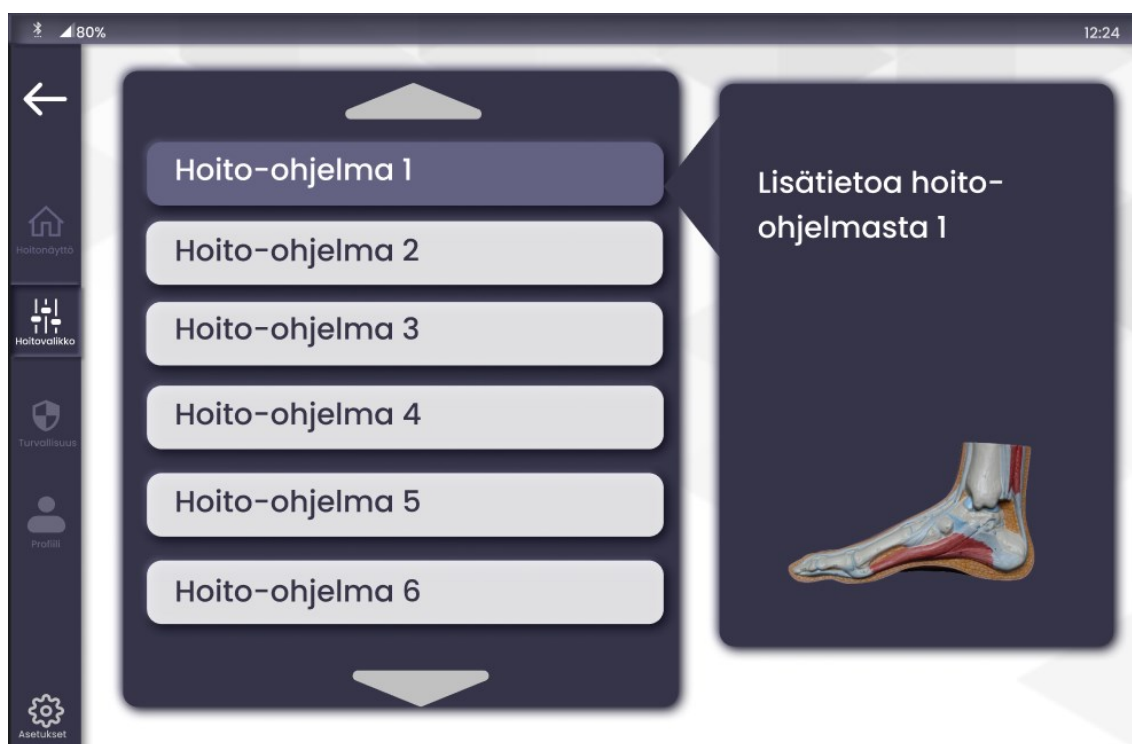 80%
12:24
Hoitonäyttö
Hoitovalikko
Turvallisuus
Profiili
Asetukset
Hoito-ohjelma 1
Hoito-ohjelma 2
Hoito-ohjelma 3
Hoito-ohjelma 4
Hoito-ohjelma 5
Hoito-ohjelma 6
Lisätietoa hoito-
ohjelmasta 1